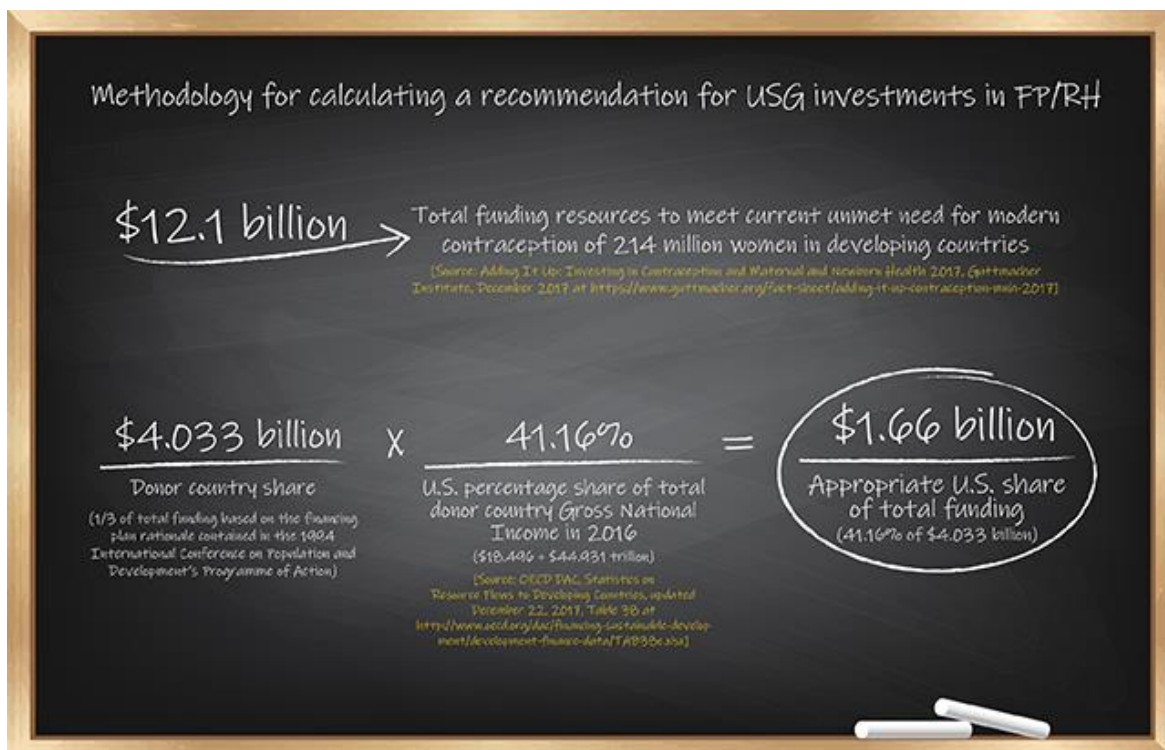 Methodology for calculating a recommendation for USG investments in FP/RH
$12.1 billion
Total funding resources to meet current unmet need for modern
contraception of 214 million women in developing countries
[Source: Adding It Up: Investing in Contraception and Maternal and Newborn Health 2017, Guttmacher
Institute, December 2017 at https://www.guttmacher.org/fact-sheet/adding-it-up-contraception-mnh-2017]
$4.033 billion
Donor country share
(1/3 of total funding based on the financing
plan rationale contained in the 1994
International Conference on Population and
Development's Programme of Action)
X
41.16%
U.S. percentage share of total
donor country Gross National
Income in 2016
($18.496 ÷ $44.931 trillion)
[Source: OECD DAC, Statistics on
Resource Flows to Developing Countries, updated
December 22, 2017, Table 38 at
http://www.oecd.org/dac/financing-sustainable-develop-
ment/development-finance-data/
=
$1.66 billion
Appropriate U.S. share
of total funding
(41.16% of $4.033 billion)